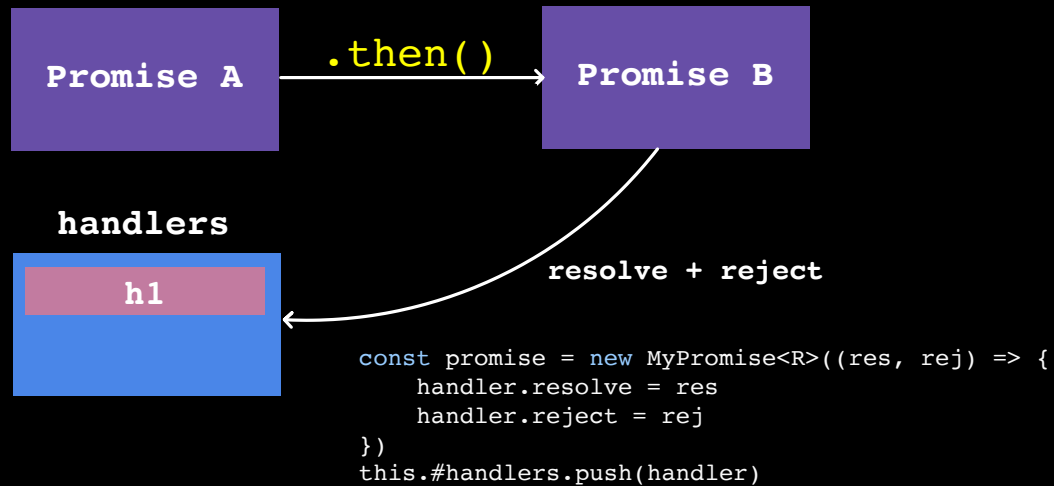 Promise A
.then()
Promise B
handlers
h1
resolve + reject
const promise = new MyPromise<R>((res, rej) => {
    handler.resolve = res
    handler.reject = rej
})
this.#handlers.push(handler)